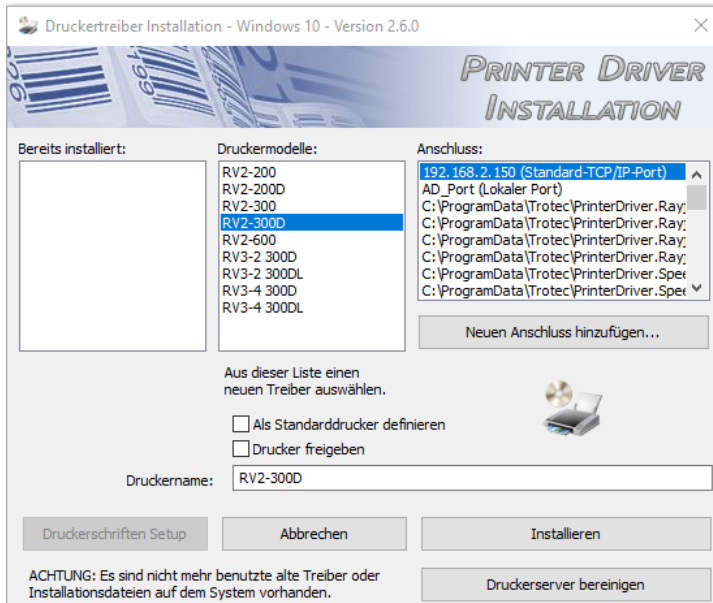 Druckertreiber Installation - Windows 10 - Version 2.6.0
PRINTER DRIVER
INSTALLATION
Bereits installiert:
Druckermodelle:
Anschluss:
RV2-200
RV2-200D
RV2-300
RV2-300D
RV2-600
RV3-2 300D
RV3-2 300DL
RV3-4 300D
RV3-4 300DL
192.168.2.150 (Standard-TCP/IP-Port)
AD_Port (Lokaler Port)
C:\ProgramData\Trotec\PrinterDriver.Ray
C:\ProgramData\Trotec\PrinterDriver.Ray
C:\ProgramData\Trotec\PrinterDriver.Ray
C:\ProgramData\Trotec\PrinterDriver.Ray
C:\ProgramData\Trotec\PrinterDriver.Spee
C:\ProgramData\Trotec\PrinterDriver.Spee
Neuen Anschluss hinzufügen...
Aus dieser Liste einen
neuen Treiber auswählen.
Als Standarddrucker definieren
Drucker freigeben
Druckername:
RV2-300D
Druckerschriften Setup
Abbrechen
Installieren
ACHTUNG: Es sind nicht mehr benutzte alte Treiber oder
Installationsdateien auf dem System vorhanden.
Druckerserver bereinigen